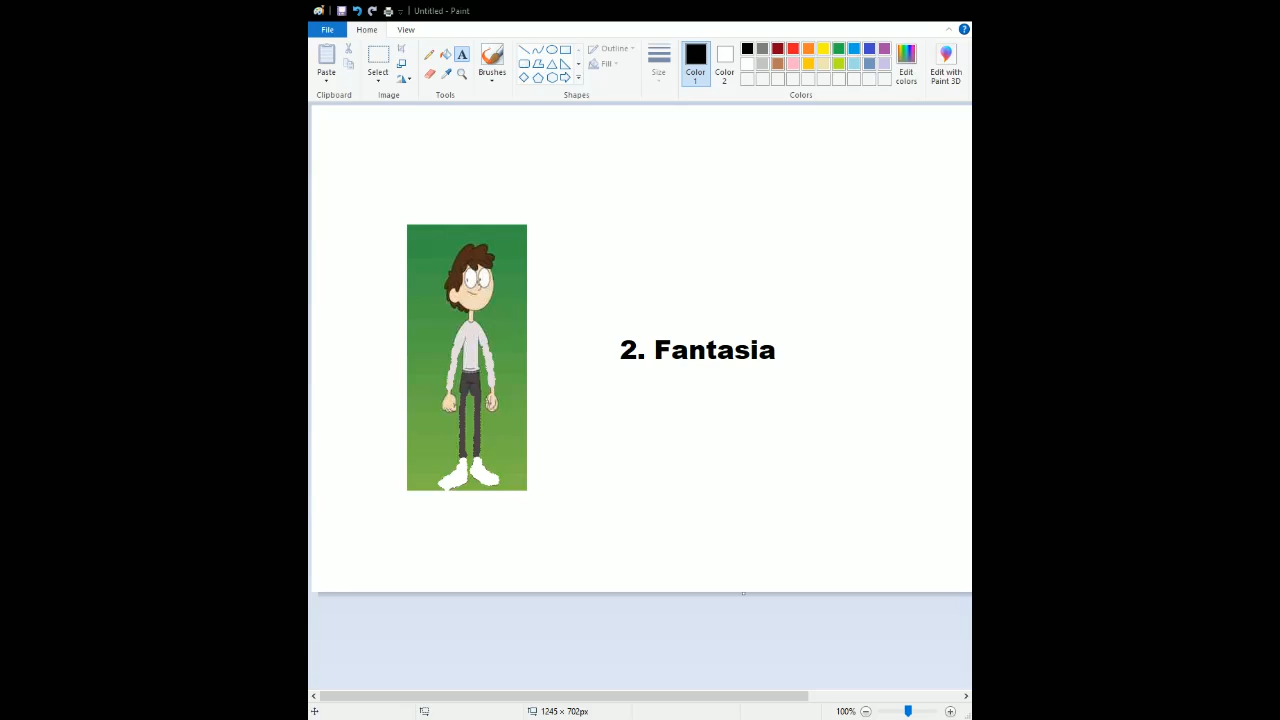 Untitled - Paint
File Home View
Paste
Select
Brushes
Outline
Fill
Size
Color 1
Color 2
Edit colors
Edit with Paint 3D
Clipboard Image Tools Shapes Colors
A
2. Fantasia
1245 × 702px
100%